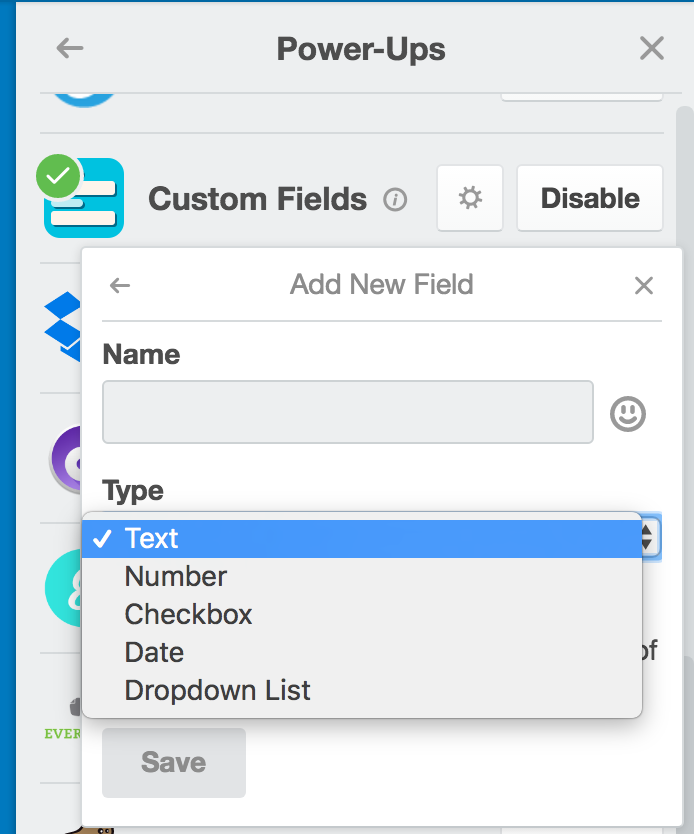 Power-Ups
Custom Fields
Disable
Add New Field
Name
Type
Text
Number
Checkbox
Date
Dropdown List
of
EVER
Save